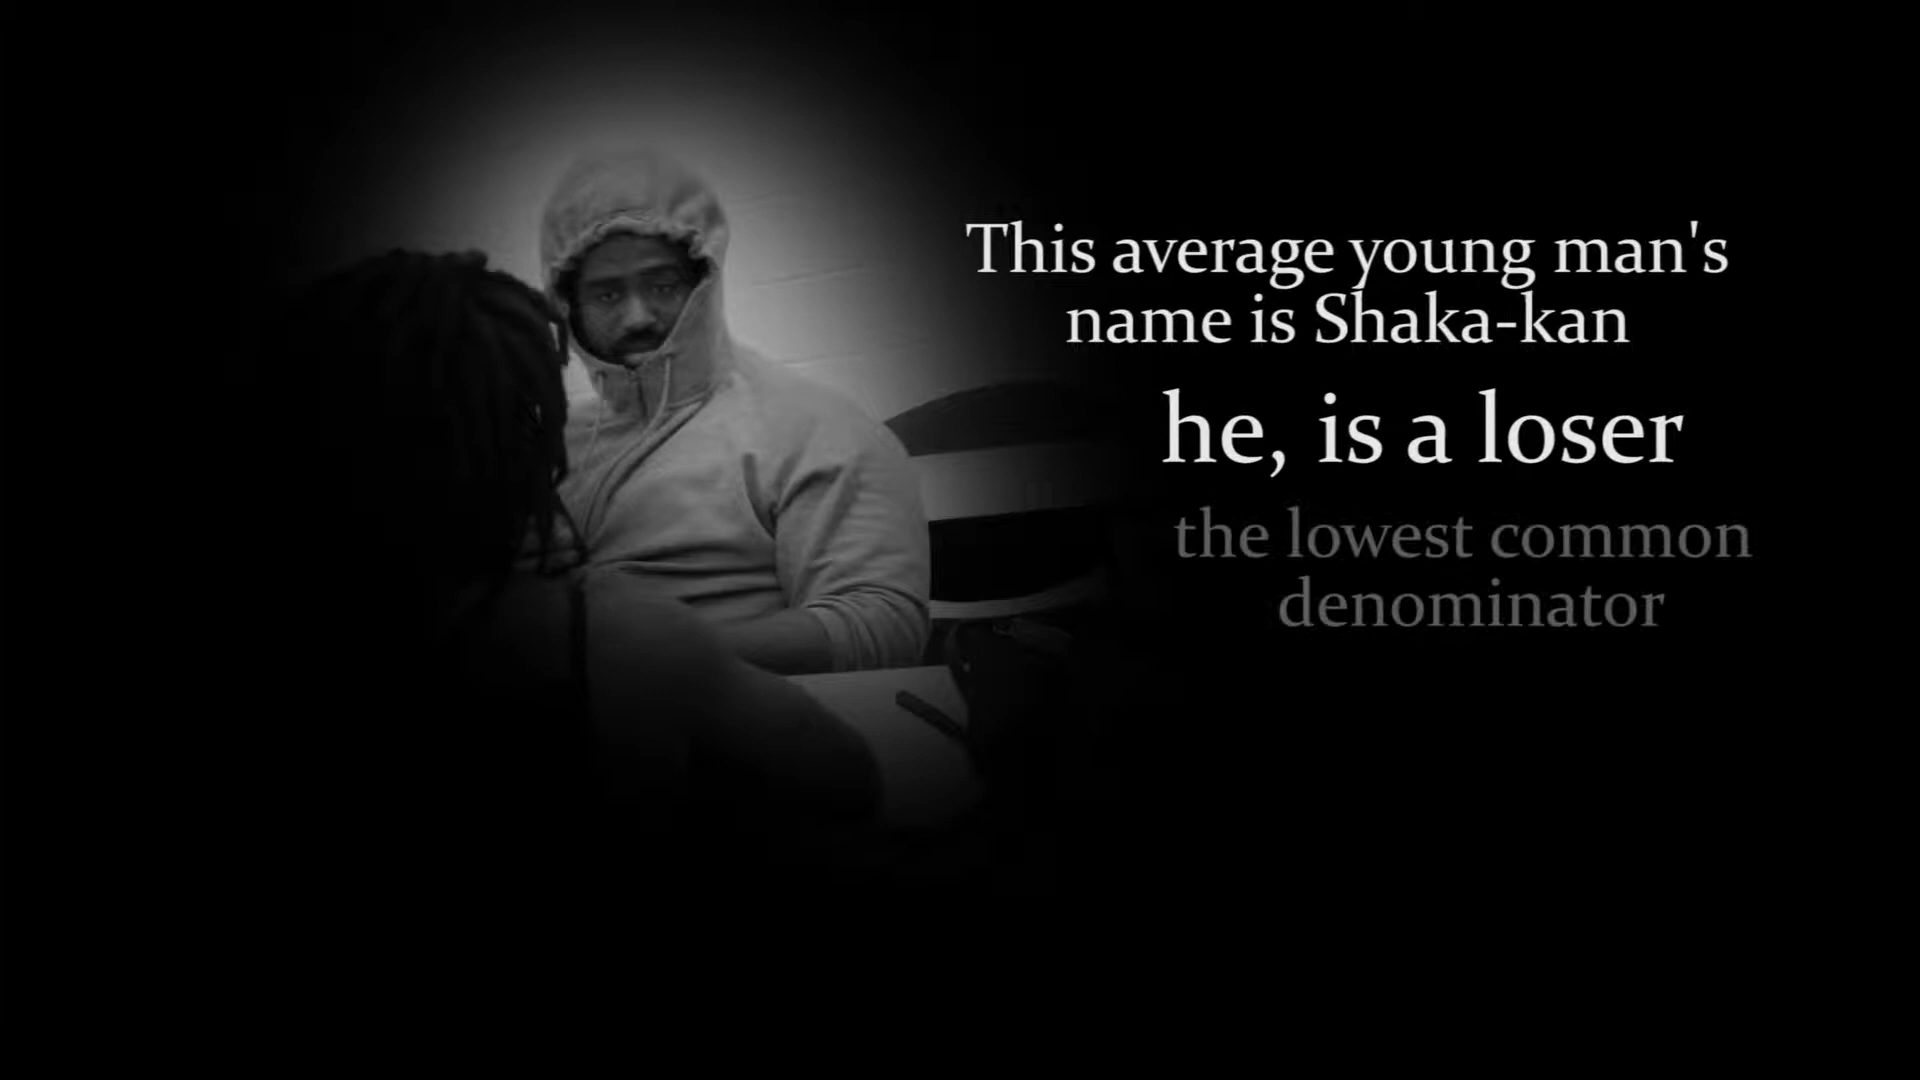 This average young man's
name is Shaka-kan
he, is a loser
the lowest common
denominator